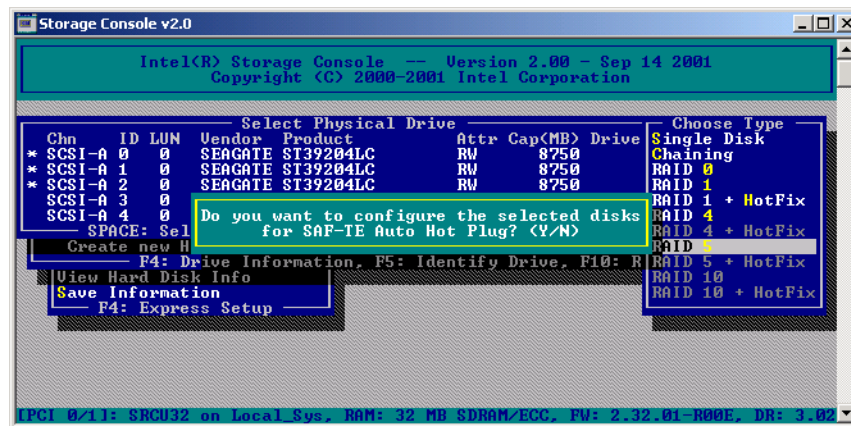 Storage Console v2.0
Intel(R) Storage Console -- Version 2.00 - Sep 14 2001
Copyright (C) 2000-2001 Intel Corporation
Select Physical Drive
Chn ID LUN Vendor Product Attr Cap(MB) Drive
* SCSI-A 0 0 SEAGATE ST39204LC RW 8750
* SCSI-A 1 0 SEAGATE ST39204LC RW 8750
* SCSI-A 2 0 SEAGATE ST39204LC RW 8750
SCSI-A 3 0
SCSI-A 4 0
SPACE: Sel
Do you want to configure the selected disks
for SAF-TE Auto Hot Plug? (Y/N)
Choose Type
Single Disk
Chaining
RAID 0
RAID 1
RAID 1 + HotFix
RAID 4
RAID 4 + HotFix
RAID 5
RAID 5 + HotFix
RAID 10
RAID 10 + HotFix
Create new H
F4: Drive Information, F5: Identify Drive, F10: R
View Hard Disk Info
Save Information
F4: Express Setup
[PCI 0/1]: SRCU32 on Local_Sys, RAM: 32 MB SDRAM/ECC, FW: 2.32.01-R00E, DR: 3.02